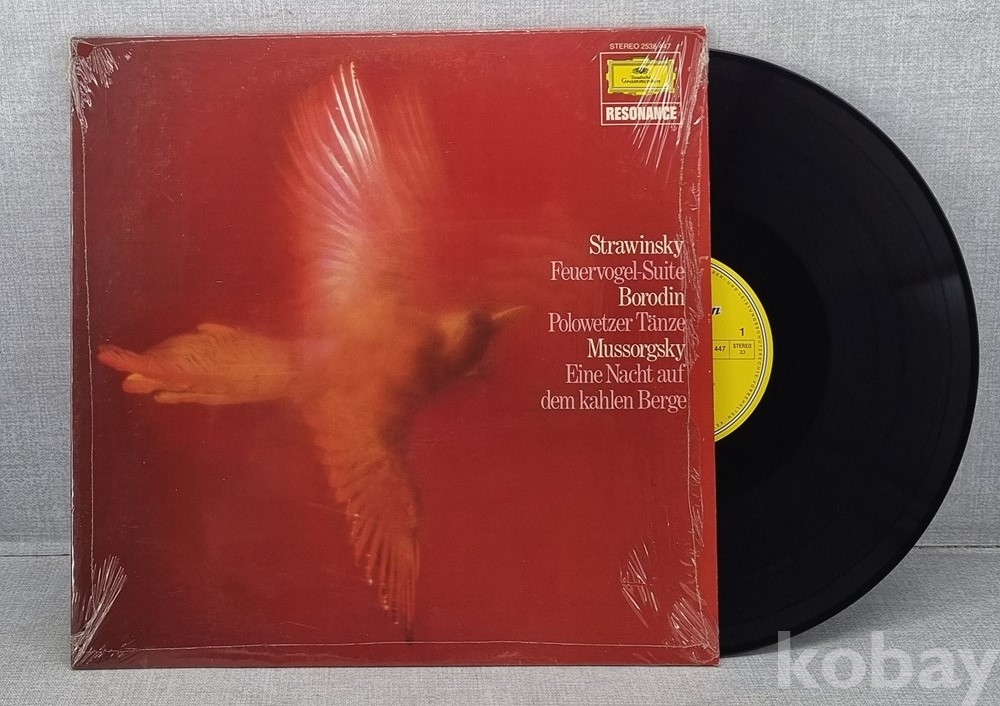 STEREO 2535 447
Deutsche
Grammophon
RESONANCE
Strawinsky
Feuervogel-Suite
Borodin
Polowetzer Tänze
Mussorgsky
Eine Nacht auf
dem kahlen Berge
1
447
STEREO
33
kobay